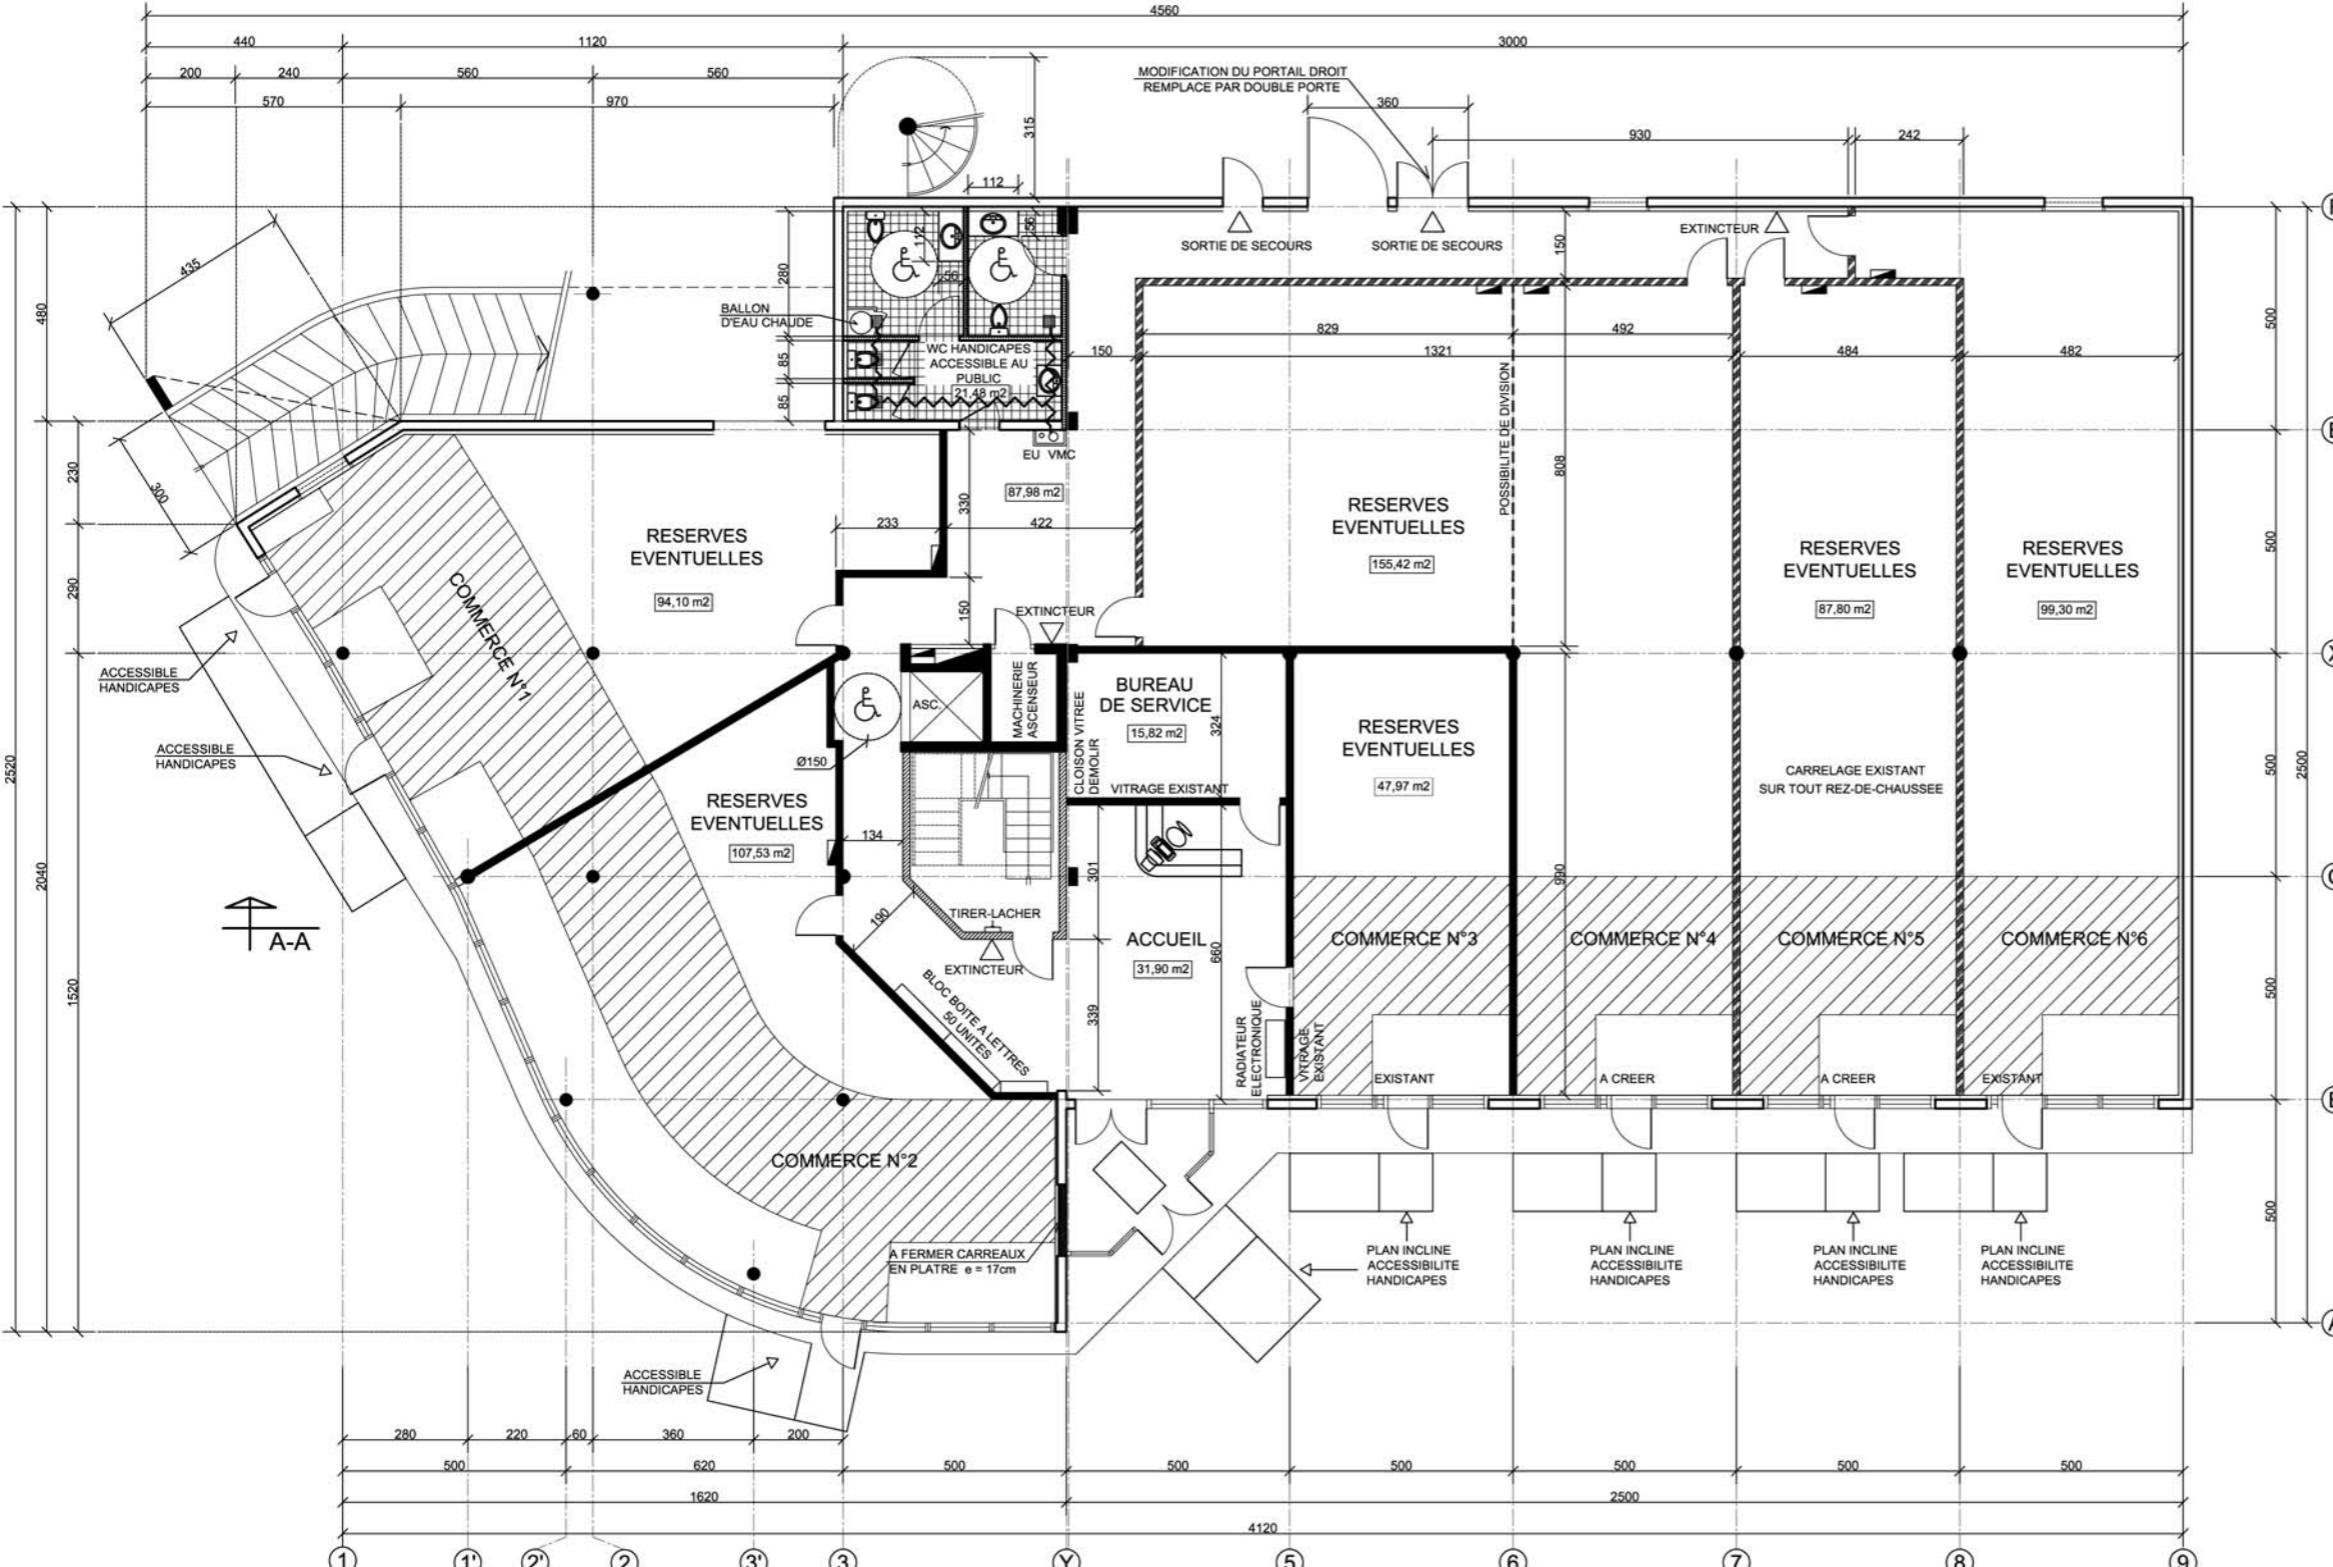 4560
440
1120
3000
200
240
560
560
570
970
MODIFICATION DU PORTAIL DROIT
REMPLACE PAR DOUBLE PORTE
360
315
930
242
112
435
480
280
112
56
56
SORTIE DE SECOURS
SORTIE DE SECOURS
150
EXTINCTEUR
BALLON
D'EAU CHAUDE
500
829
492
WC HANDICAPES
ACCESSIBLE AU
PUBLIC
21,48 m2
85
85
150
1321
484
482
POSSIBILITE DE DIVISION
230
300
EU VMC
87,98 m2
330
808
233
422
RESERVES
EVENTUELLES
94,10 m2
RESERVES
EVENTUELLES
155,42 m2
RESERVES
EVENTUELLES
87,80 m2
RESERVES
EVENTUELLES
99,30 m2
500
290
COMMERCE N°1
150
EXTINCTEUR
ACCESSIBLE
HANDICAPES
ACCESSIBLE
HANDICAPES
ASC.
MACHINERIE
ASCENSEUR
CLOISON VITREE
DEMOLIR
BUREAU
DE SERVICE
15,82 m2
324
VITRAGE EXISTANT
RESERVES
EVENTUELLES
47,97 m2
CARRELAGE EXISTANT
SUR TOUT REZ-DE-CHAUSSEE
2520
500
2500
Ø150
RESERVES
EVENTUELLES
107,53 m2
134
301
990
2040
A-A
190
TIRER-LACHER
EXTINCTEUR
ACCUEIL
31,90 m2
660
COMMERCE N°3
COMMERCE N°4
COMMERCE N°5
COMMERCE N°6
1520
BLOC BOITE A LETTRES
50 UNITES
339
RADIATEUR
ELECTRONIQUE
VITRAGE
EXISTANT
EXISTANT
A CREER
A CREER
EXISTANT
500
COMMERCE N°2
500
A FERMER CARREAUX
EN PLATRE e = 17cm
PLAN INCLINE
ACCESSIBILITE
HANDICAPES
PLAN INCLINE
ACCESSIBILITE
HANDICAPES
PLAN INCLINE
ACCESSIBILITE
HANDICAPES
PLAN INCLINE
ACCESSIBILITE
HANDICAPES
ACCESSIBLE
HANDICAPES
280
220
60
360
200
500
620
500
500
500
500
500
500
1620
2500
4120
1
1'
2'
2
3'
3
Y
5
6
7
8
9